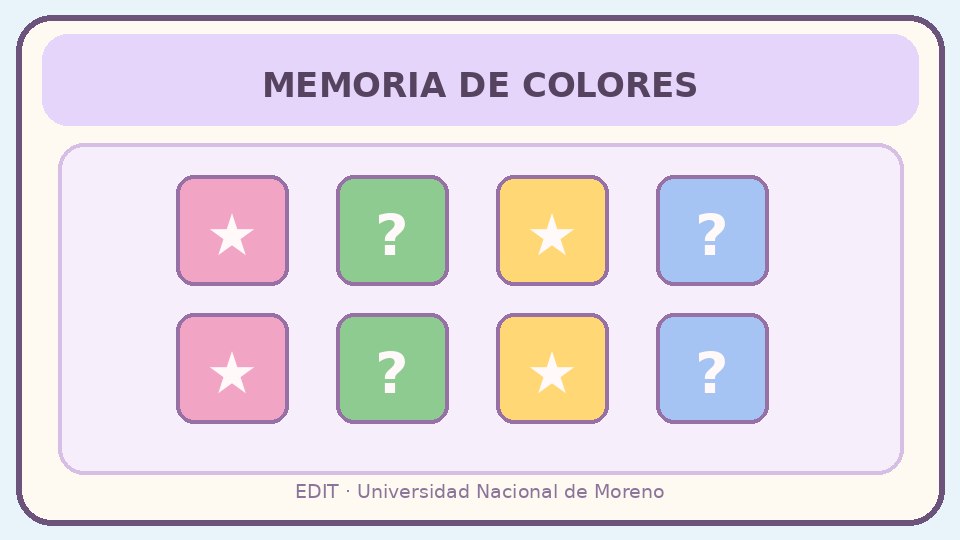 MEMORIA DE COLORES
★ ? ★ ?
★ ? ★ ?
EDIT · Universidad Nacional de Moreno